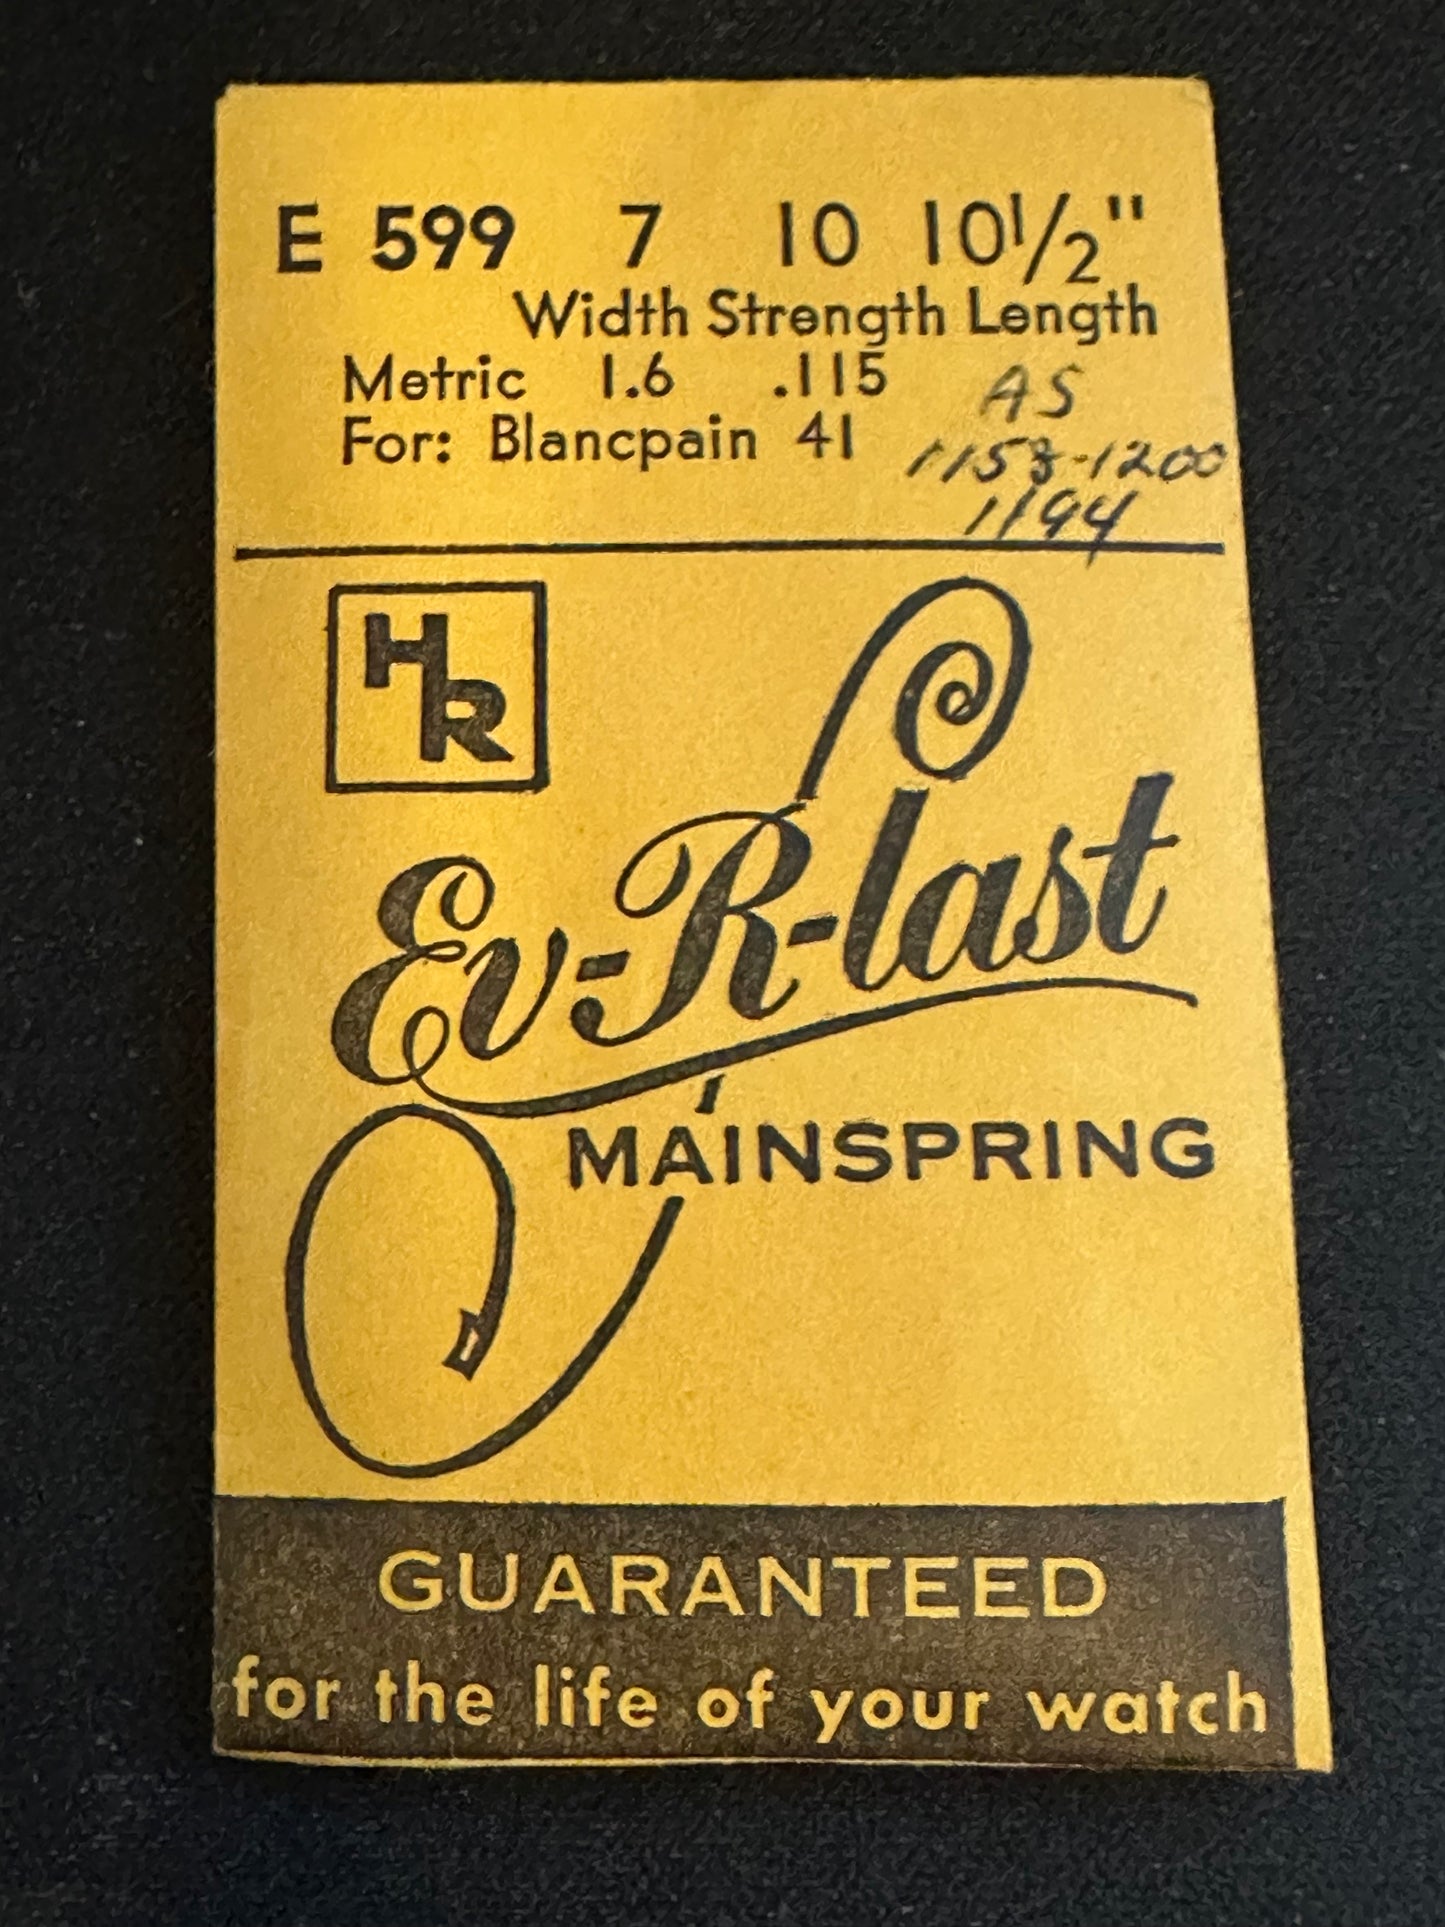 E 599 7 10 10½"
Width Strength Length
Metric 1.6 .115 AS
For: Blancpain 41 1153-1200
1194
HR
Ev-R-last
MAINSPRING
GUARANTEED
for the life of your watch